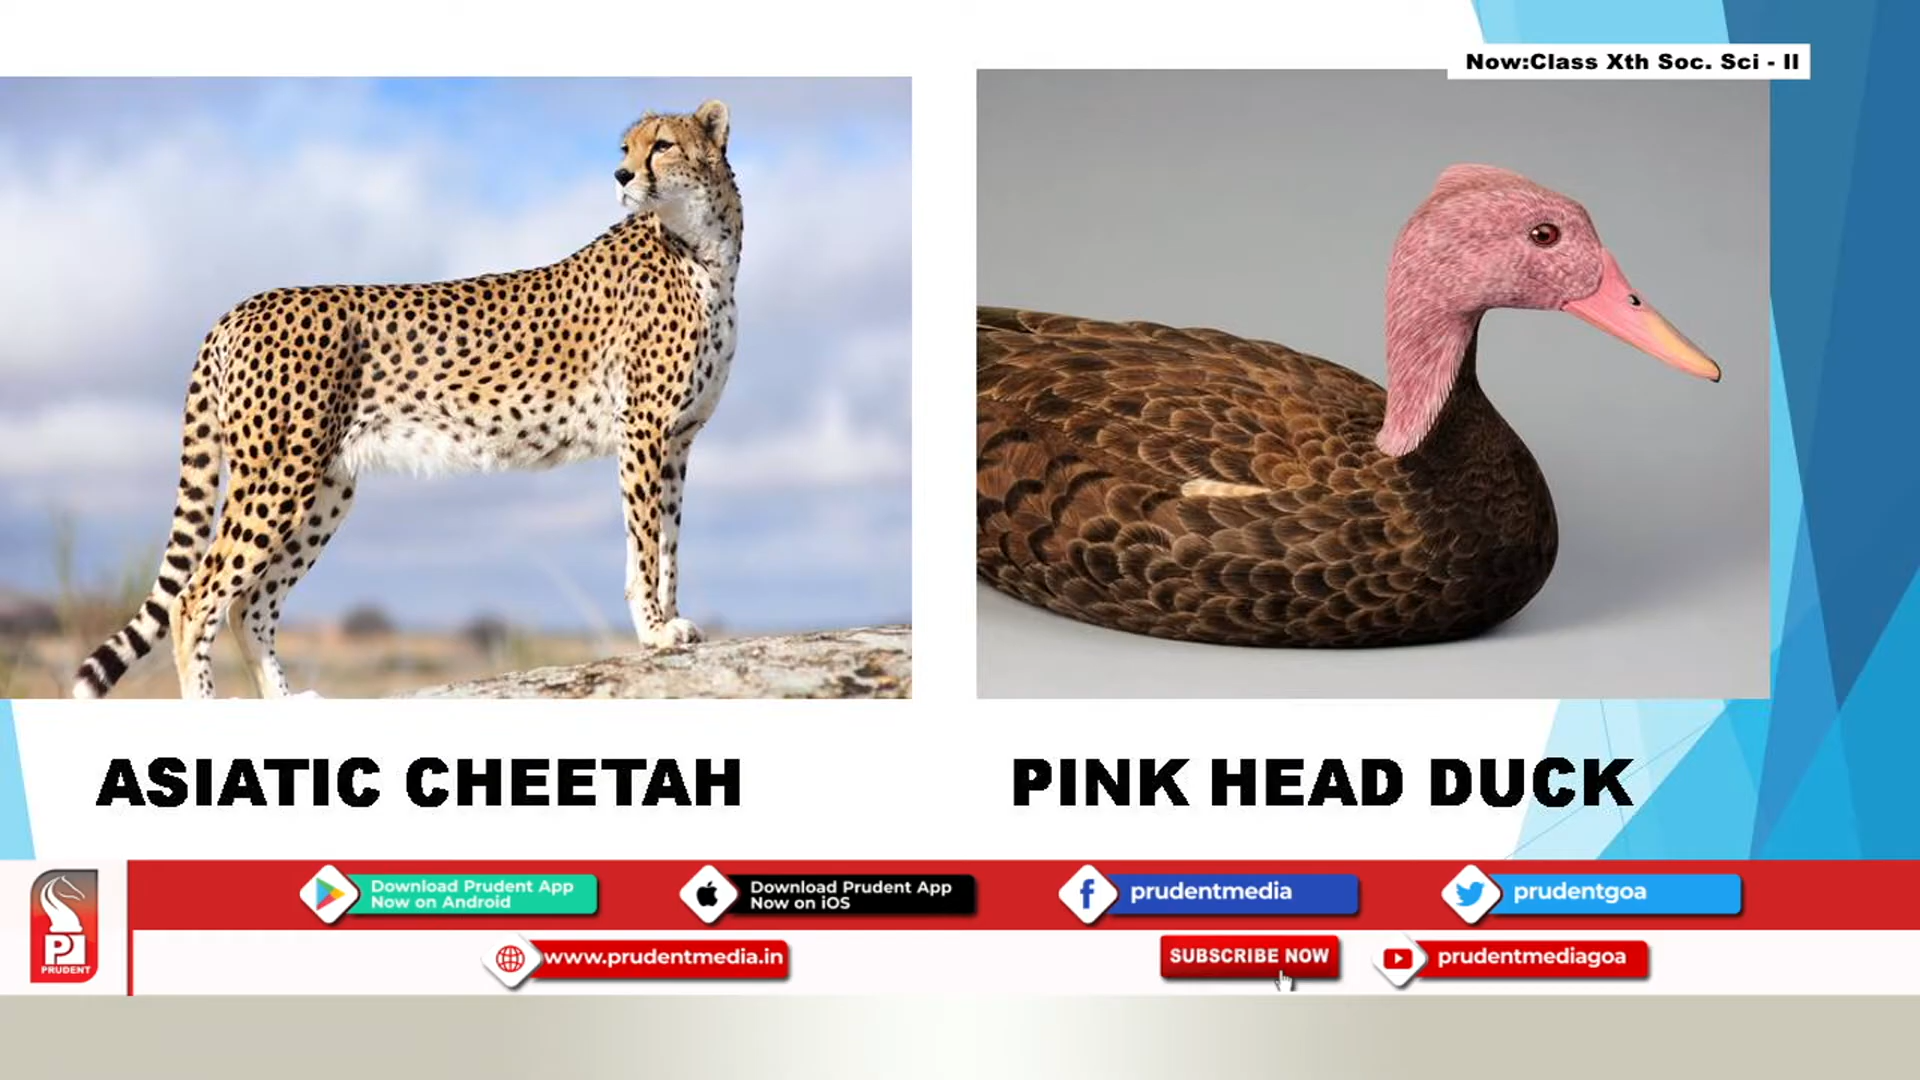 Now:Class Xth Soc. Sci - II
ASIATIC CHEETAH
PINK HEAD DUCK
Download Prudent App
Now on Android
Download Prudent App
Now on iOS
prudentmedia
prudentgoa
PRUDENT
www.prudentmedia.in
SUBSCRIBE NOW
prudentmediagoa